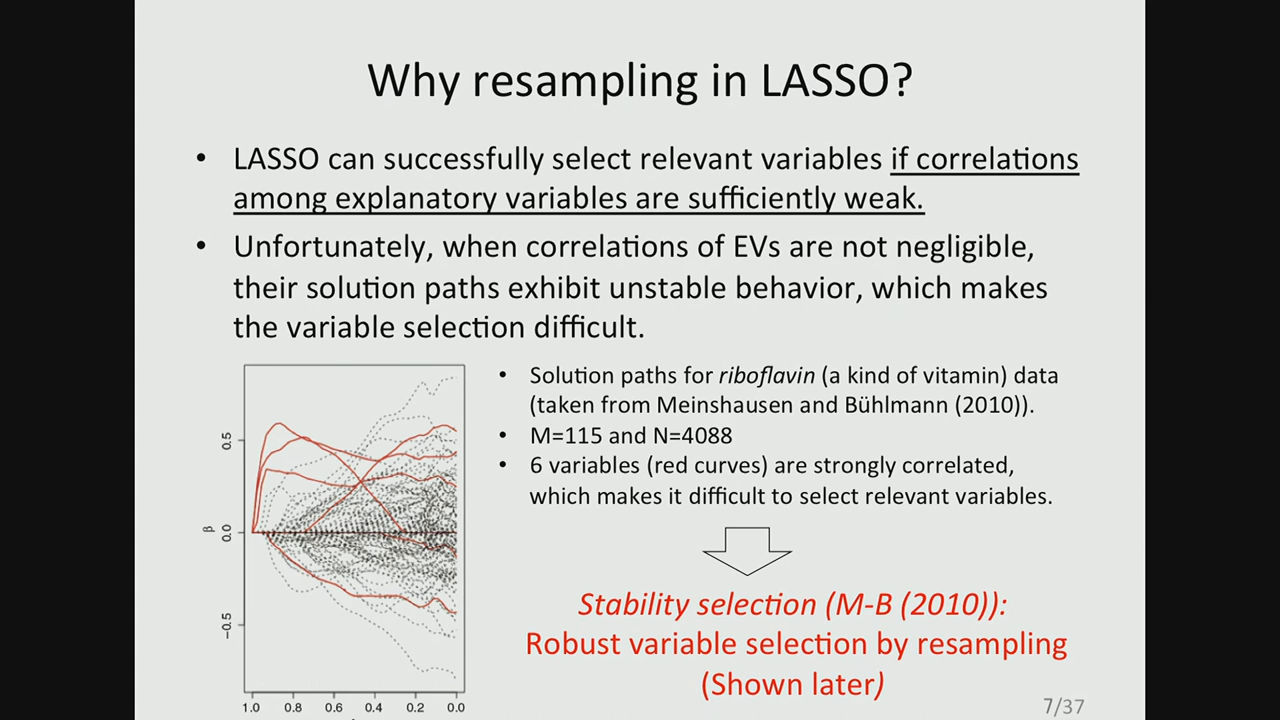 Why resampling in LASSO?
• LASSO can successfully select relevant variables if correlations
among explanatory variables are sufficiently weak.
• Unfortunately, when correlations of EVs are not negligible,
their solution paths exhibit unstable behavior, which makes
the variable selection difficult.
• Solution paths for riboflavin (a kind of vitamin) data
(taken from Meinshausen and Bühlmann (2010)).
• M=115 and N=4088
• 6 variables (red curves) are strongly correlated,
which makes it difficult to select relevant variables.
Stability selection (M-B (2010)):
Robust variable selection by resampling
(Shown later)
β
0.5
0.0
−0.5
1.0 0.8 0.6 0.4 0.2 0.0
7/37